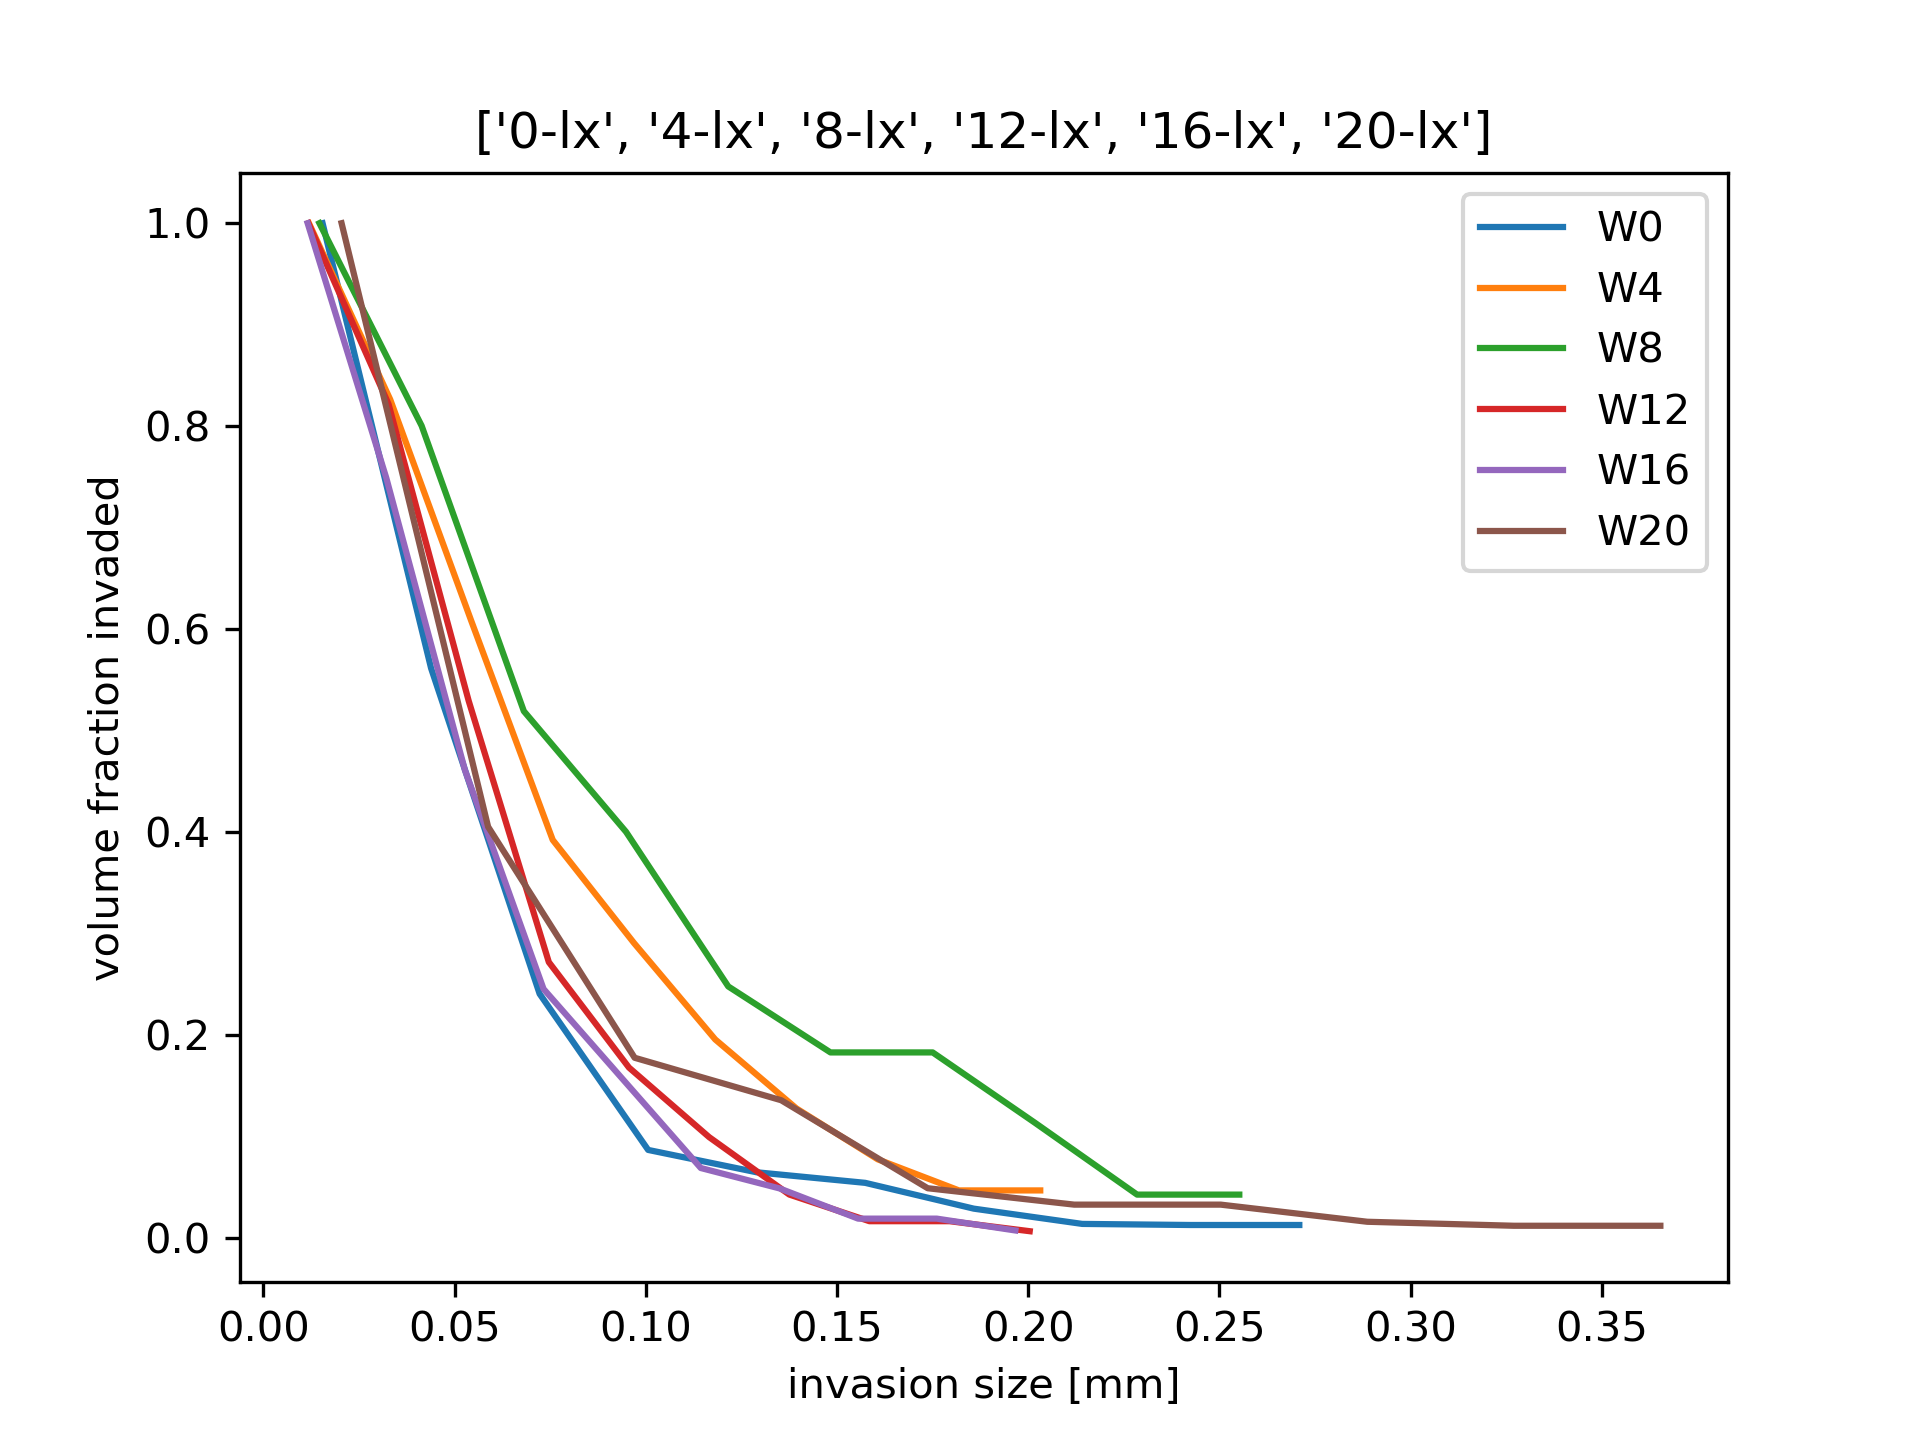 ['0-lx', '4-lx', '8-lx', '12-lx', '16-lx', '20-lx']
W0
W4
W8
W12
W16
W20
volume fraction invaded
1.0
0.8
0.6
0.4
0.2
0.0
0.00 0.05 0.10 0.15 0.20 0.25 0.30 0.35
invasion size [mm]